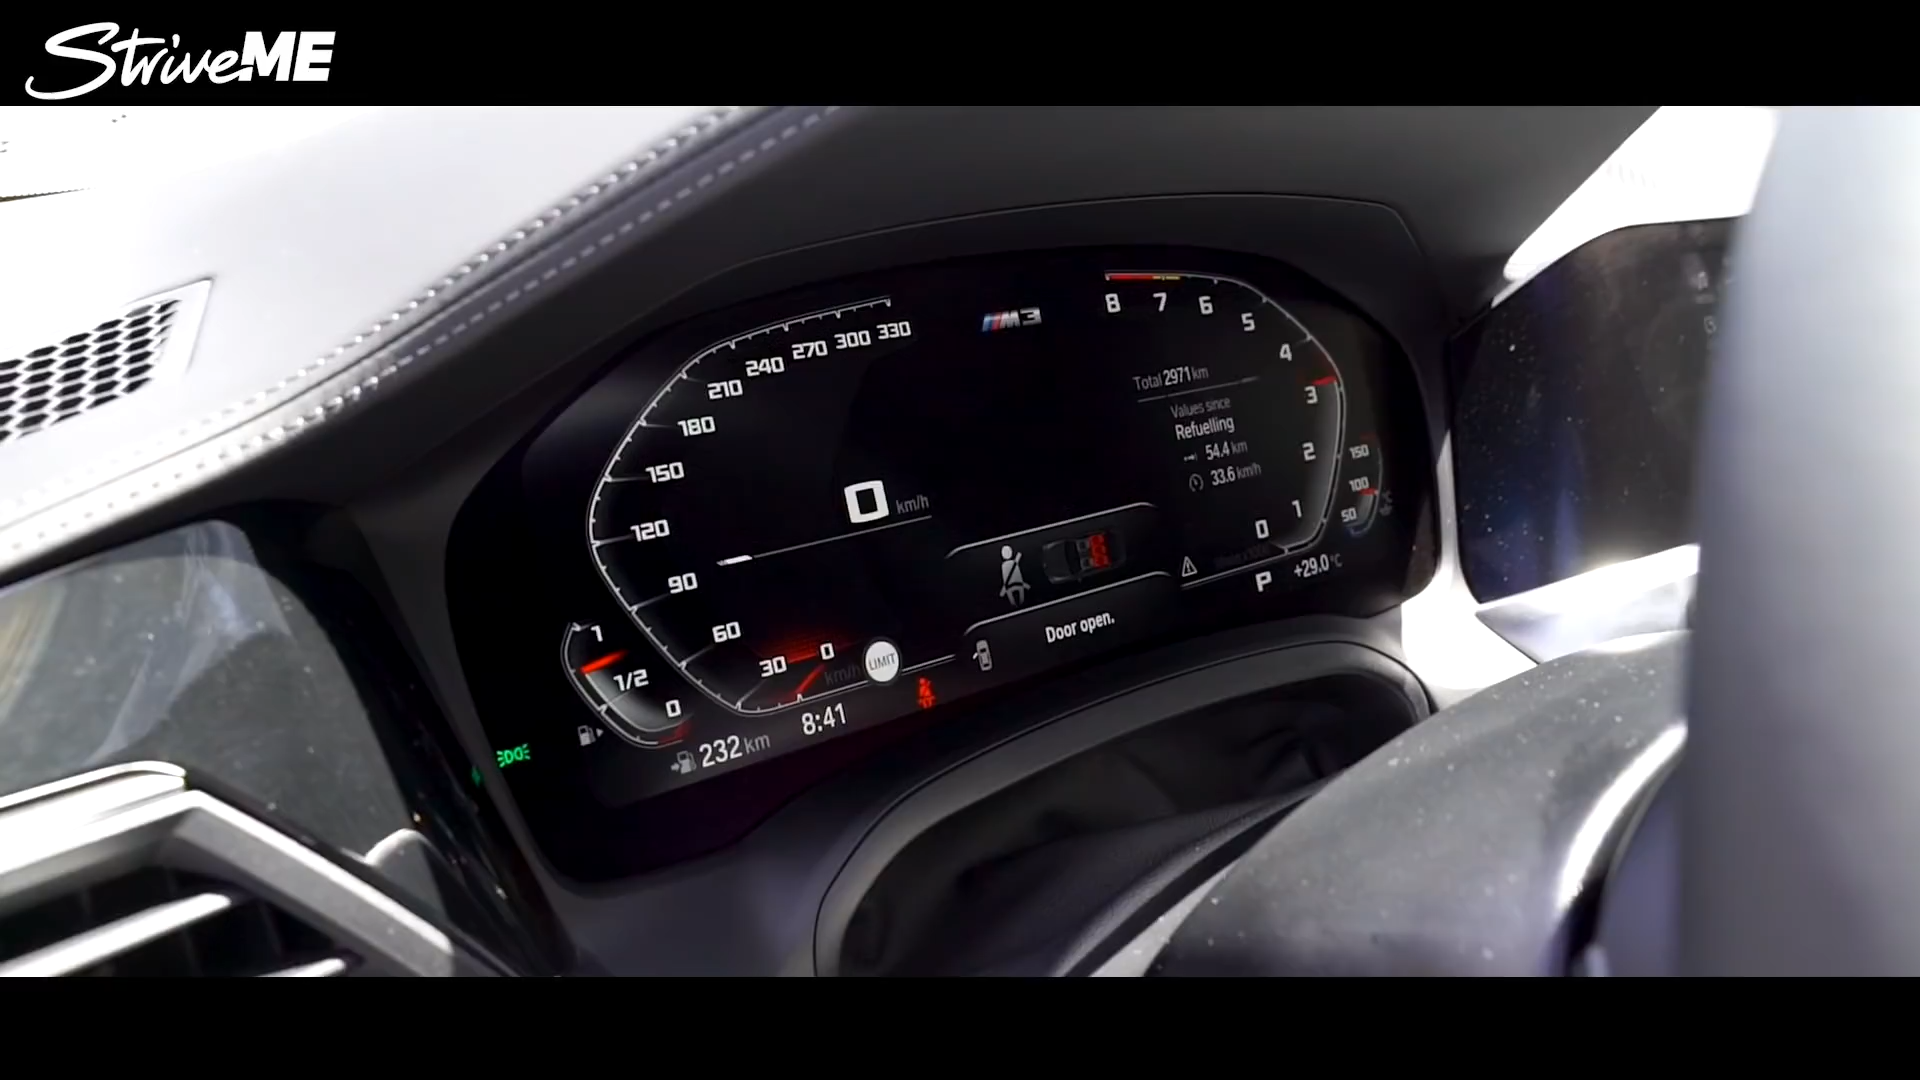 StriveME
M3
330
300
270
240
210
180
150
120
90
60
30
0
0 km/h
8
7
6
5
4
3
2
1
0
Total 2971 km
Values since
Refuelling
54.4 km
33.6 km/h
150
100
50
°C
P
+29.0 °C
Door open.
LIMIT
km/h
1
1/2
0
8:41
232 km